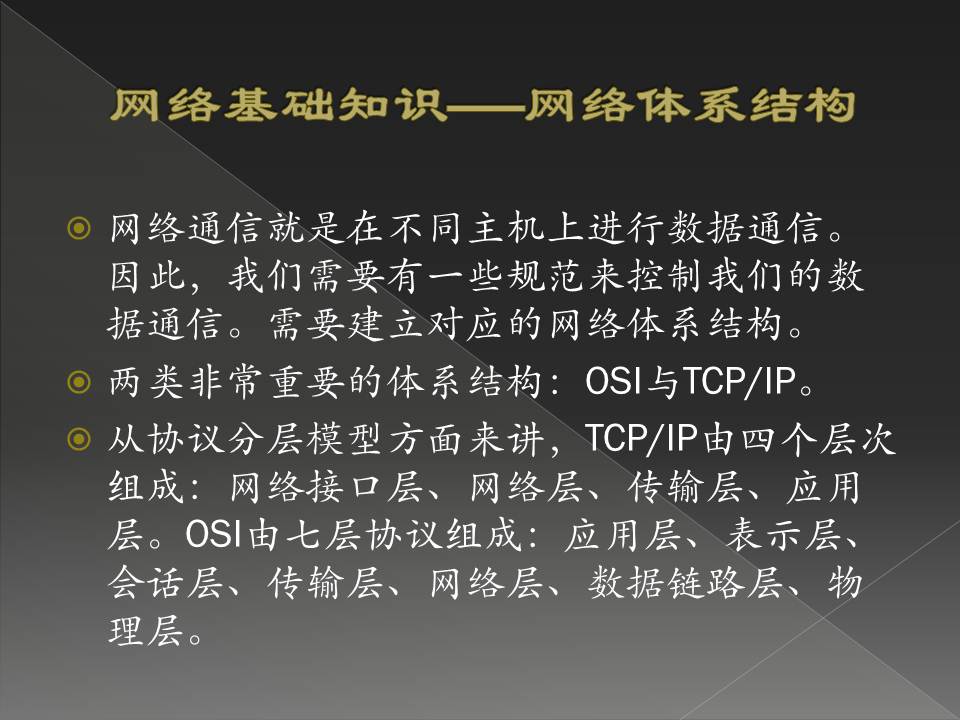 网络基础知识——网络体系结构
网络通信就是在不同主机上进行数据通信。
因此，我们需要有一些规范来控制我们的数
据通信。需要建立对应的网络体系结构。
两类非常重要的体系结构：OSI与TCP/IP。
从协议分层模型方面来讲，TCP/IP由四个层次
组成：网络接口层、网络层、传输层、应用
层。OSI由七层协议组成：应用层、表示层、
会话层、传输层、网络层、数据链路层、物
理层。